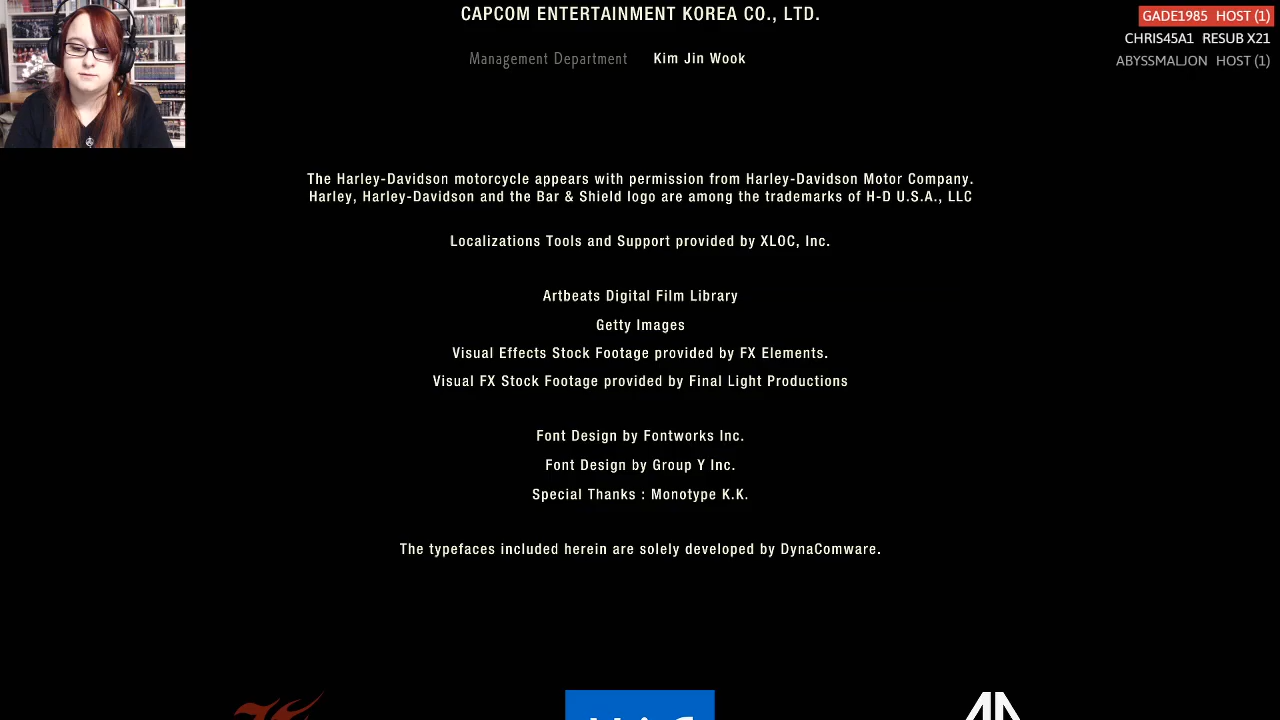 CAPCOM ENTERTAINMENT KOREA CO., LTD.
GADE1985 HOST (1)
CHRIS45A1 RESUB X21
Management Department Kim Jin Wook
ABYSSMALJON HOST (1)
The Harley-Davidson motorcycle appears with permission from Harley-Davidson Motor Company.
Harley, Harley-Davidson and the Bar & Shield logo are among the trademarks of H-D U.S.A., LLC
Localizations Tools and Support provided by XLOC, Inc.
Artbeats Digital Film Library
Getty Images
Visual Effects Stock Footage provided by FX Elements.
Visual FX Stock Footage provided by Final Light Productions
Font Design by Fontworks Inc.
Font Design by Group Y Inc.
Special Thanks : Monotype K.K.
The typefaces included herein are solely developed by DynaComware.